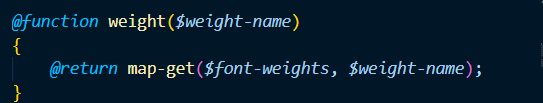 @function weight($weight-name)
{
    @return map-get($font-weights, $weight-name);
}